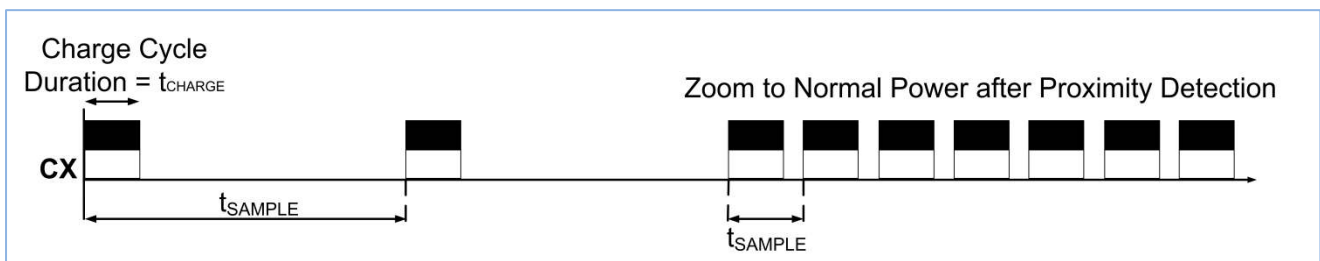 Charge Cycle
Duration = tCHARGE
Zoom to Normal Power after Proximity Detection
CX
tSAMPLE
tSAMPLE